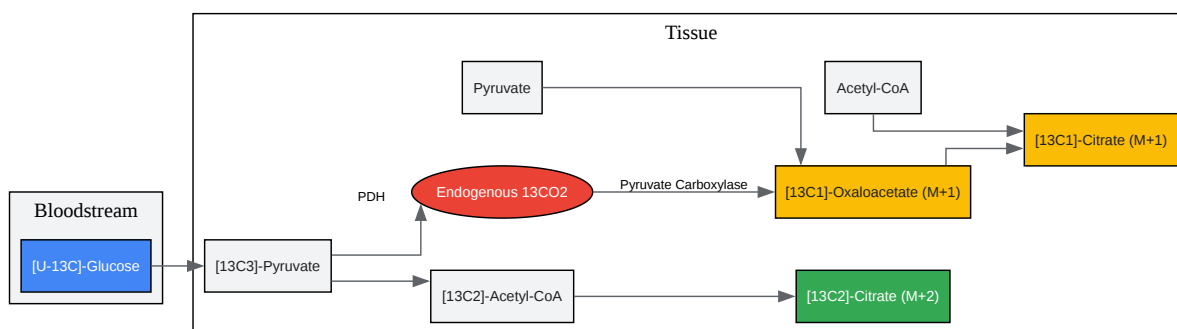 Tissue
Pyruvate
Acetyl-CoA
[13C1]-Citrate (M+1)
PDH
Endogenous 13CO2
Pyruvate Carboxylase
[13C1]-Oxaloacetate (M+1)
Bloodstream
[U-13C]-Glucose
[13C3]-Pyruvate
[13C2]-Acetyl-CoA
[13C2]-Citrate (M+2)